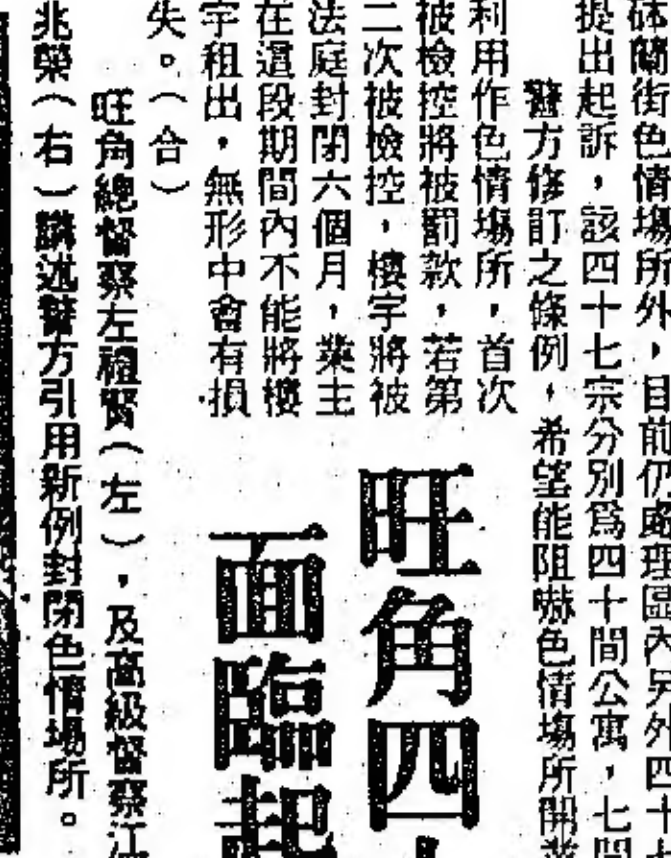 砵蘭街色情場所外，目前仍處理區內另外四十
提出起訴，該四十七宗分別為四十間公寓，七間
警方修訂之條例，希望能阻嚇色情場所開業
利用作色情場所，首次
被檢控將被罰款，若第
二次被檢控，樓宇將被
法庭封閉六個月，業主
在這段期間內不能將樓
宇租出，無形中會有損
失。（合）
旺角四
面臨起
旺角總督察左禮賢（左），及高級督察江
兆榮（右）講述警方引用新例封閉色情場所。